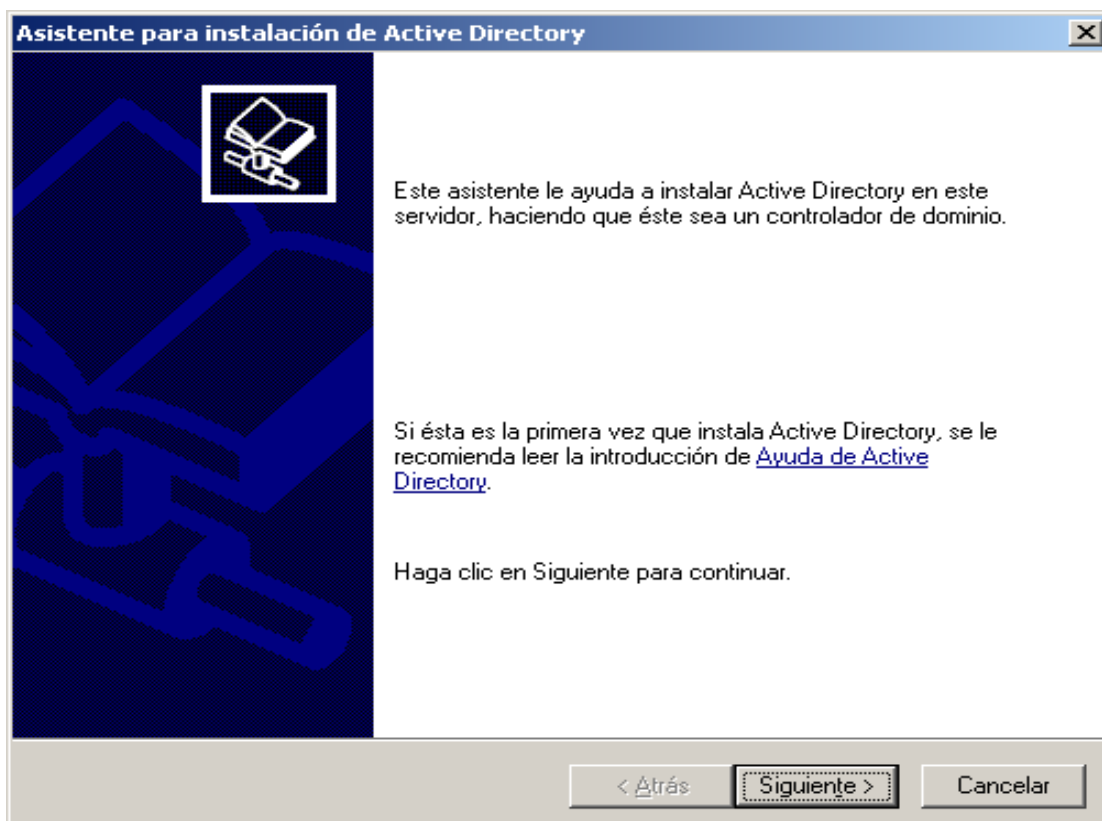 Asistente para instalación de Active Directory
Este asistente le ayuda a instalar Active Directory en este
servidor, haciendo que éste sea un controlador de dominio.
Si ésta es la primera vez que instala Active Directory, se le
recomienda leer la introducción de Ayuda de Active
Directory.
Haga clic en Siguiente para continuar.
< Atrás
Siguiente >
Cancelar